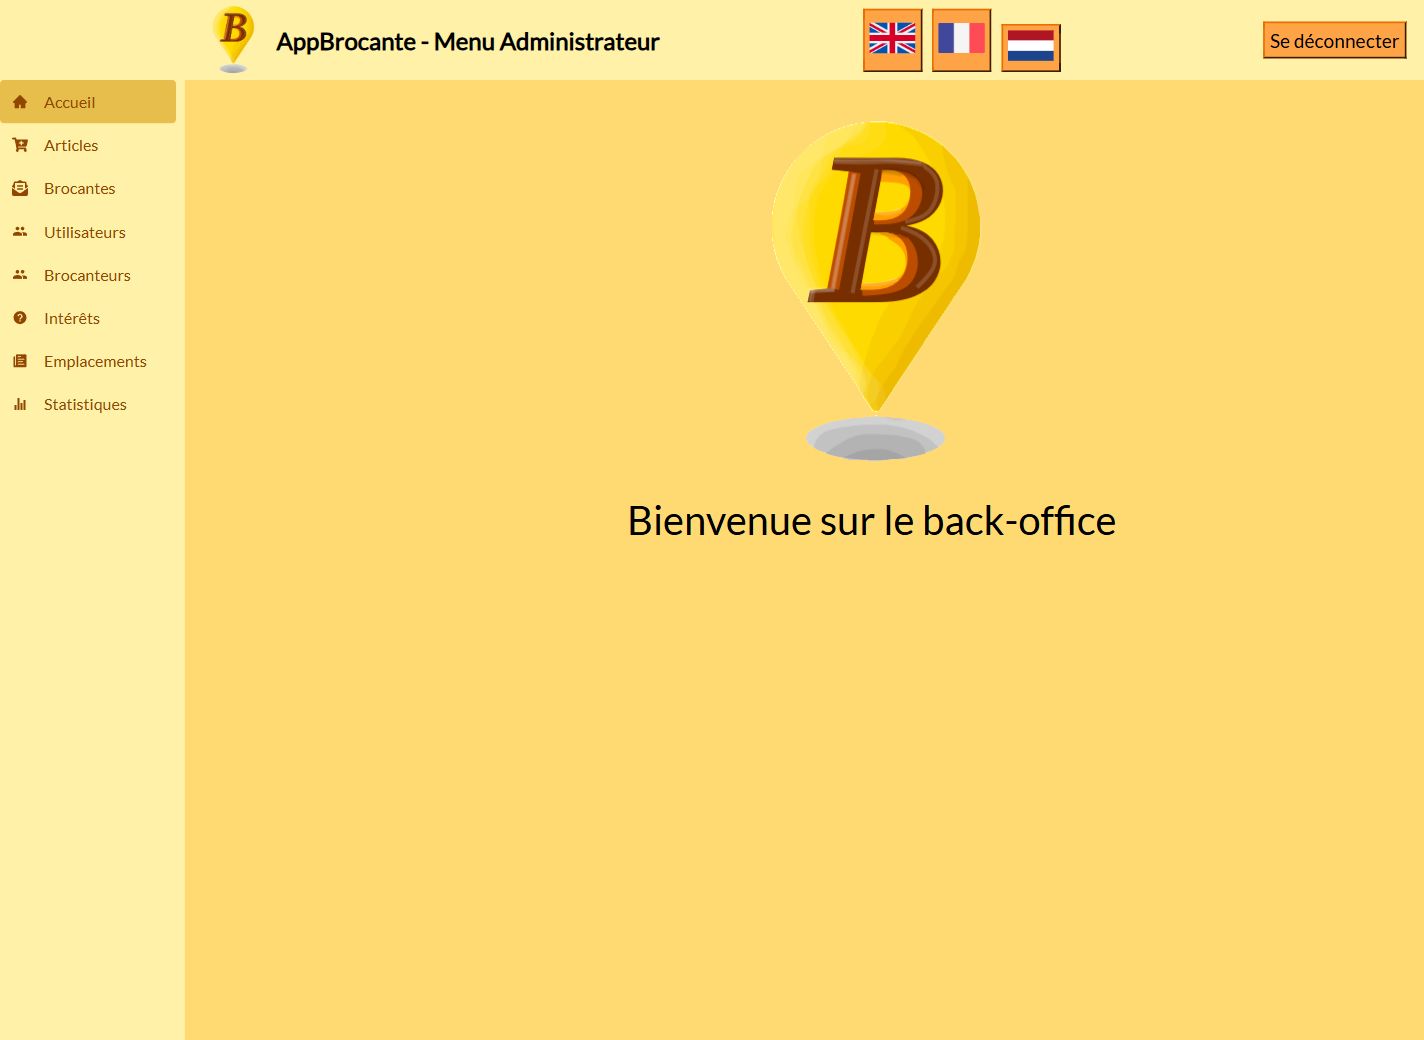 B
AppBrocante - Menu Administrateur
Se déconnecter
Accueil
Articles
Brocantes
Utilisateurs
Brocanteurs
Intérêts
Emplacements
Statistiques
B
Bienvenue sur le back-office